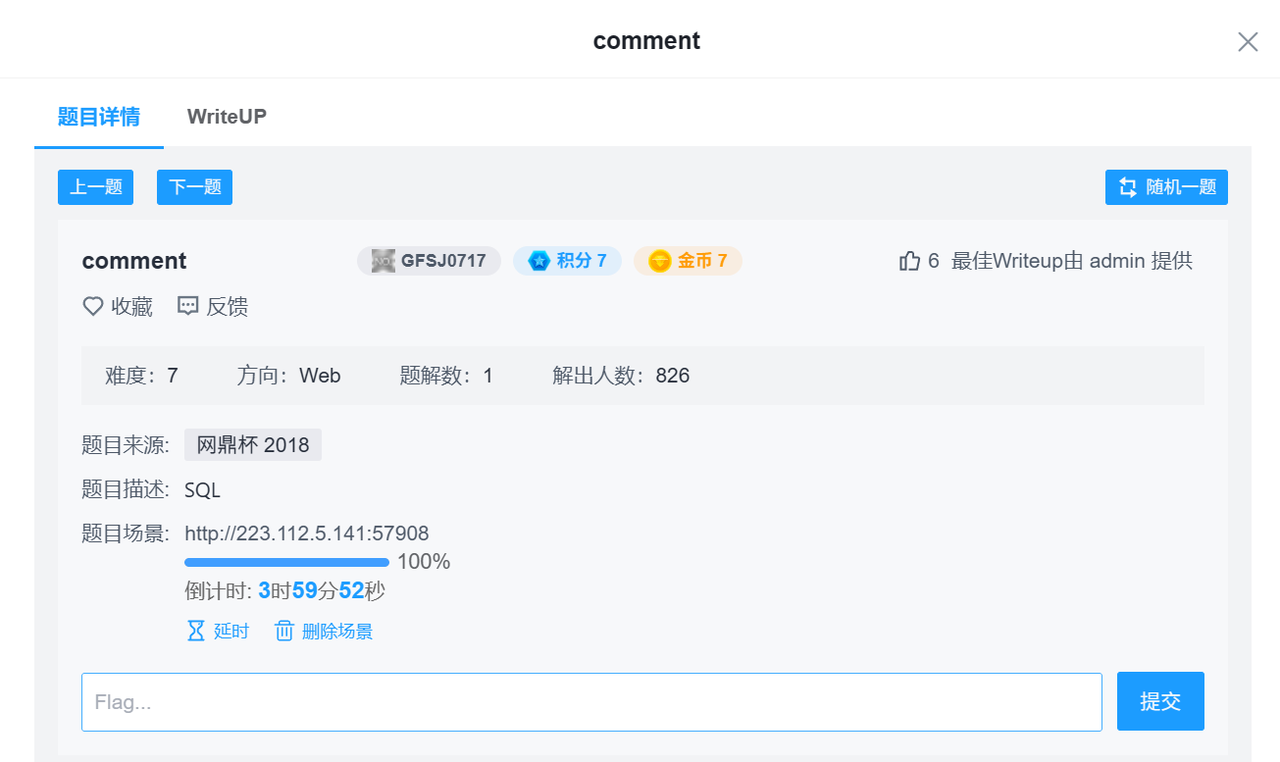 comment
题目详情 WriteUP
上一题 下一题 随机一题
comment GFSJ0717 积分 7 金币 7 6 最佳Writeup由 admin 提供
收藏 反馈
难度：7 方向：Web 题解数：1 解出人数：826
题目来源: 网鼎杯 2018
题目描述: SQL
题目场景: http://223.112.5.141:57908
100%
倒计时: 3时59分52秒
延时 删除场景
Flag... 提交